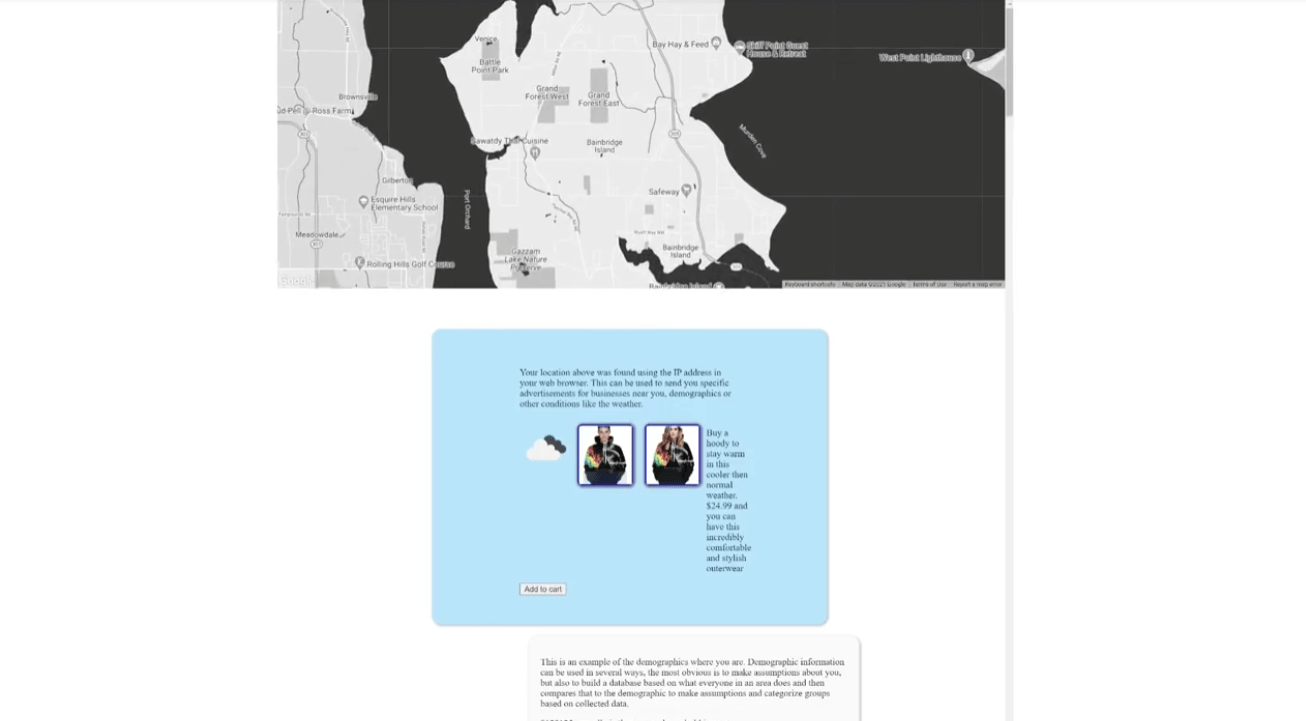 Venice
Battle
Point Park
Bay Hay & Feed
Skiff Point Guest
House & Retreat
West Point Lighthouse
Grand
Forest West
Grand
Forest East
Brownsville
Ross Farm
305
303
Murden Cove
Sawatdy Thai Cuisine
Bainbridge
Island
Gilberton
Safeway
Esquire Hills
Elementary School
Port Orchard
Meadowdale
Bainbridge
Island
Gazzam
Lake Nature
Preserve
Rolling Hills Golf Course
Google
Keyboard shortcuts
Map data ©2021 Google
Terms of Use
Report a map error
Your location above was found using the IP address in
your web browser. This can be used to send you specific
advertisements for businesses near you, demographics or
other conditions like the weather.
Buy a
hoody to
stay warm
in this
cooler then
normal
weather.
$24.99 and
you can
have this
incredibly
comfortable
and stylish
outerwear
Add to cart
This is an example of the demographics where you are. Demographic information
can be used in several ways, the most obvious is to make assumptions about you,
but also to build a database based on what everyone in an area does and then
compares that to the demographic to make assumptions and categorize groups
based on collected data.